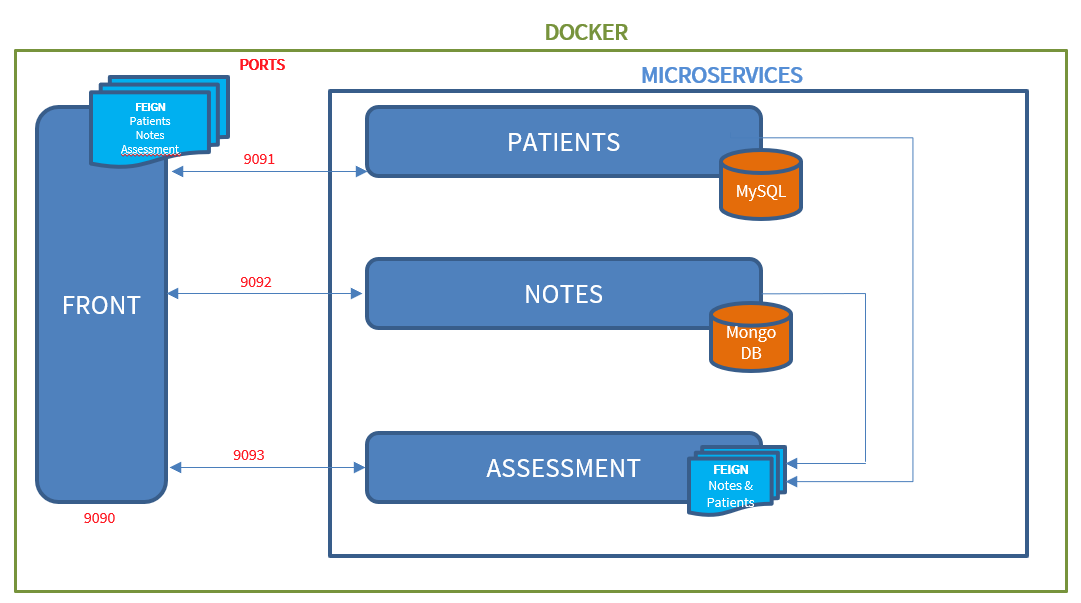 DOCKER
PORTS
MICROSERVICES
FEIGN
Patients
Notes
Assessment
9091
PATIENTS
MySQL
9092
NOTES
FRONT
Mongo
DB
9093
ASSESSMENT
FEIGN
Notes &
Patients
9090